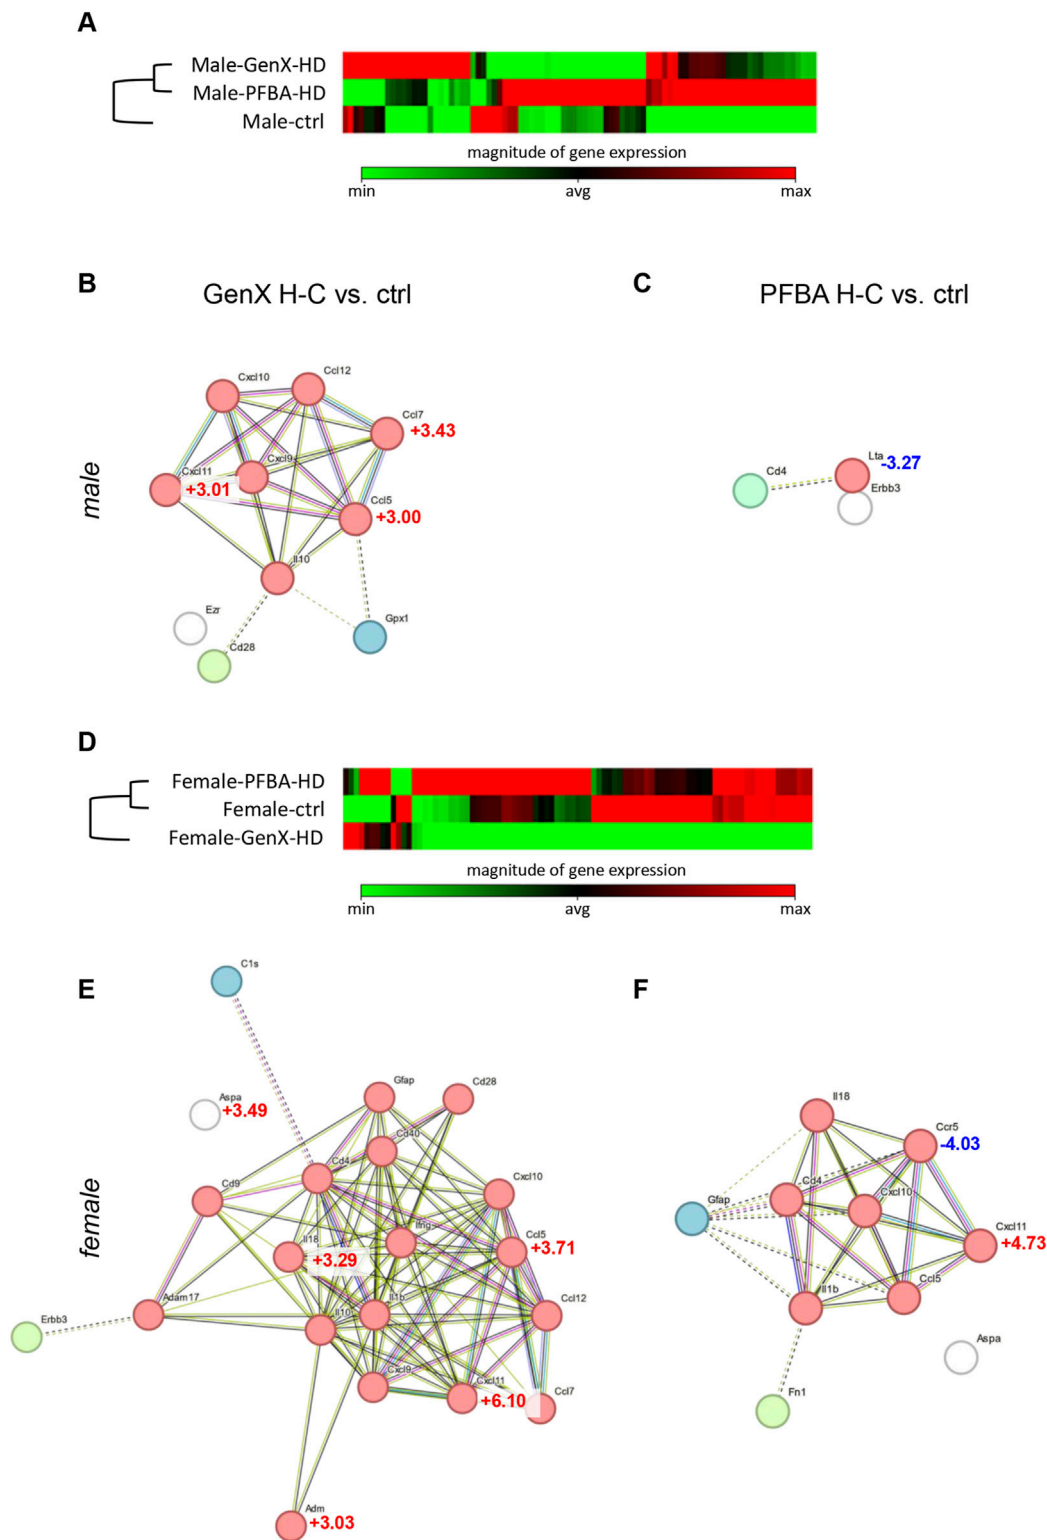 A
Male-GenX-HD
Male-PFBA-HD
Male-ctrl
magnitude of gene expression
min avg max
B GenX H-C vs. ctrl
C PFBA H-C vs. ctrl
male
Cxcl10
Ccl12
Ccl7
+3.43
Cxcl11
+3.01
Cxcl9
Ccl5
+3.00
Il10
Ezr
Cd28
Gpx1
Cd4
Lta
-3.27
Erbb3
D
Female-PFBA-HD
Female-ctrl
Female-GenX-HD
magnitude of gene expression
min avg max
E
female
C1s
Aspa
+3.49
Gfap
Cd28
Cd40
Cd4
Cd9
Cxcl10
Ifng
Il18
+3.29
Ccl5
+3.71
Adam17
Erbb3
Il10
Il1b
Ccl12
Cxcl9
Cxcl11
+6.10
Ccl7
Adm
+3.03
F
Il18
Ccr5
-4.03
Cd4
Gfap
Cxcl10
Cxcl11
+4.73
Il1b
Ccl5
Aspa
Fn1